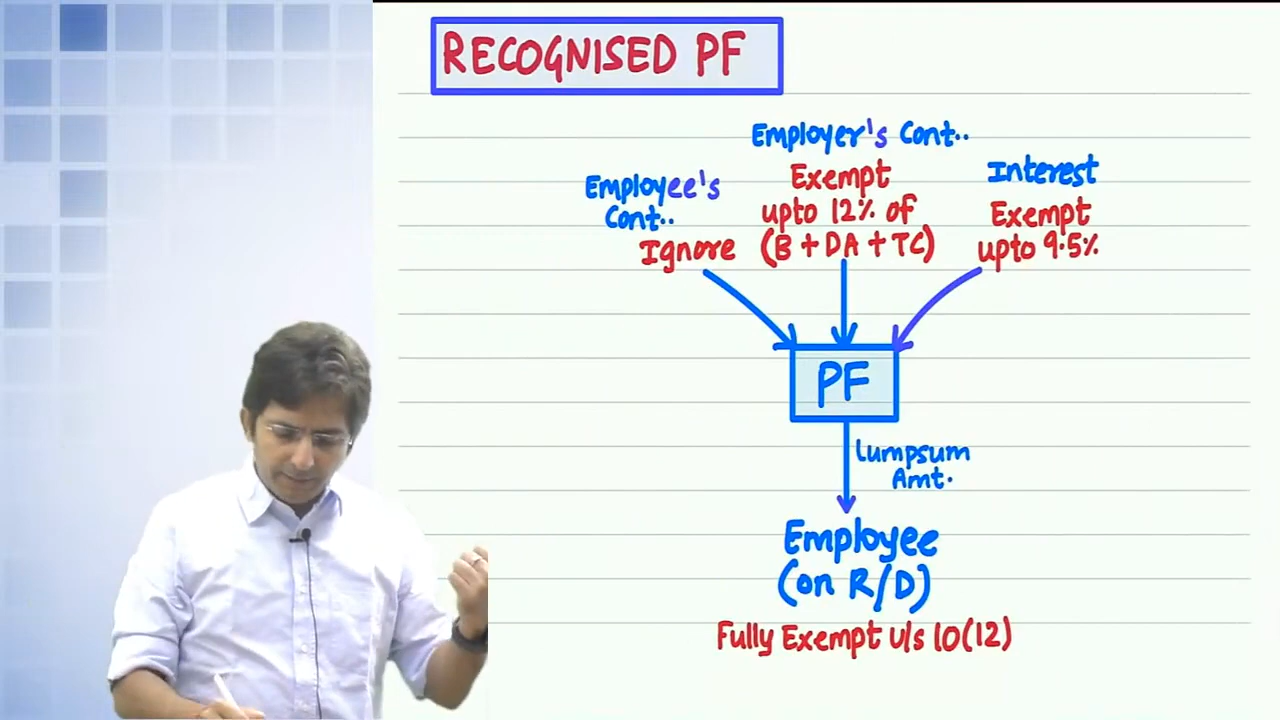 RECOGNISED PF
Employee's
Cont..
Ignore
Employer's Cont..
Exempt
upto 12% of
(B + DA + TC)
Interest
Exempt
upto 9.5%
PF
Lumpsum
Amt.
Employee
(on R/D)
Fully Exempt u/s 10(12)